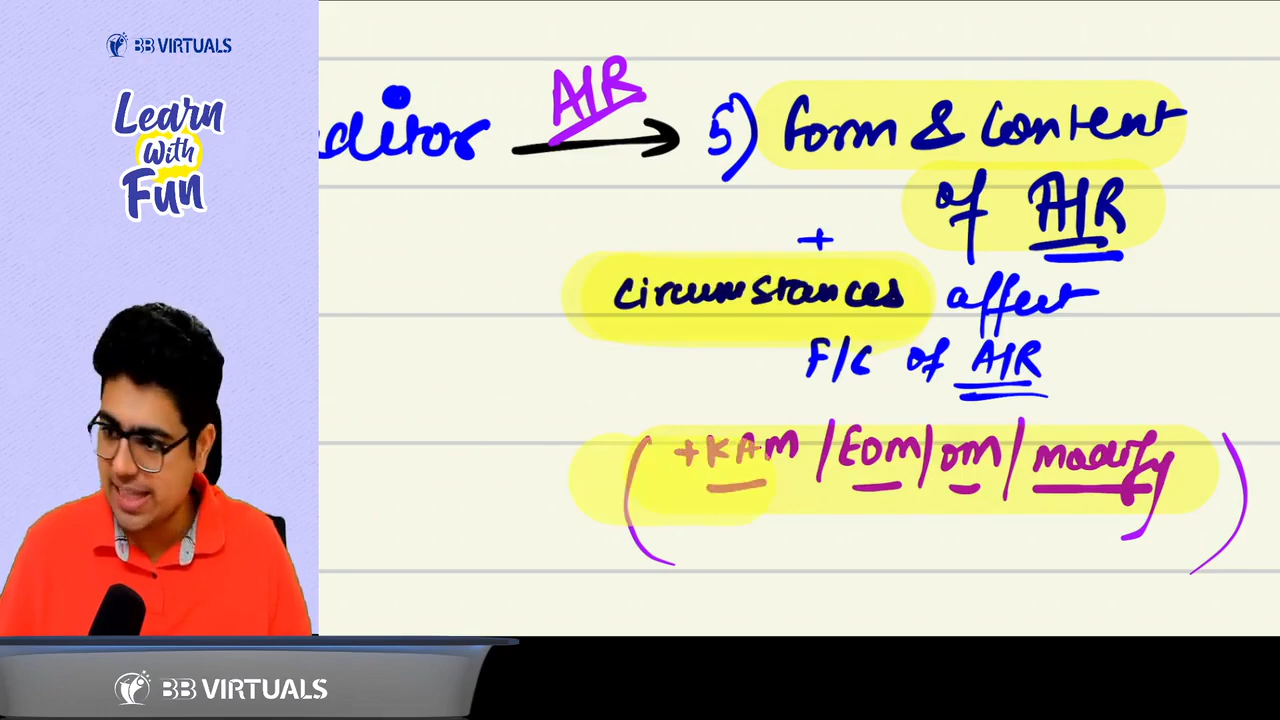 BB VIRTUALS
Learn
With
Fun
editor AIR → 5) Form & Content
of AIR
+
circumstances affect
F/C of AIR
(+KAM / EOM / OM / modify)
BB VIRTUALS